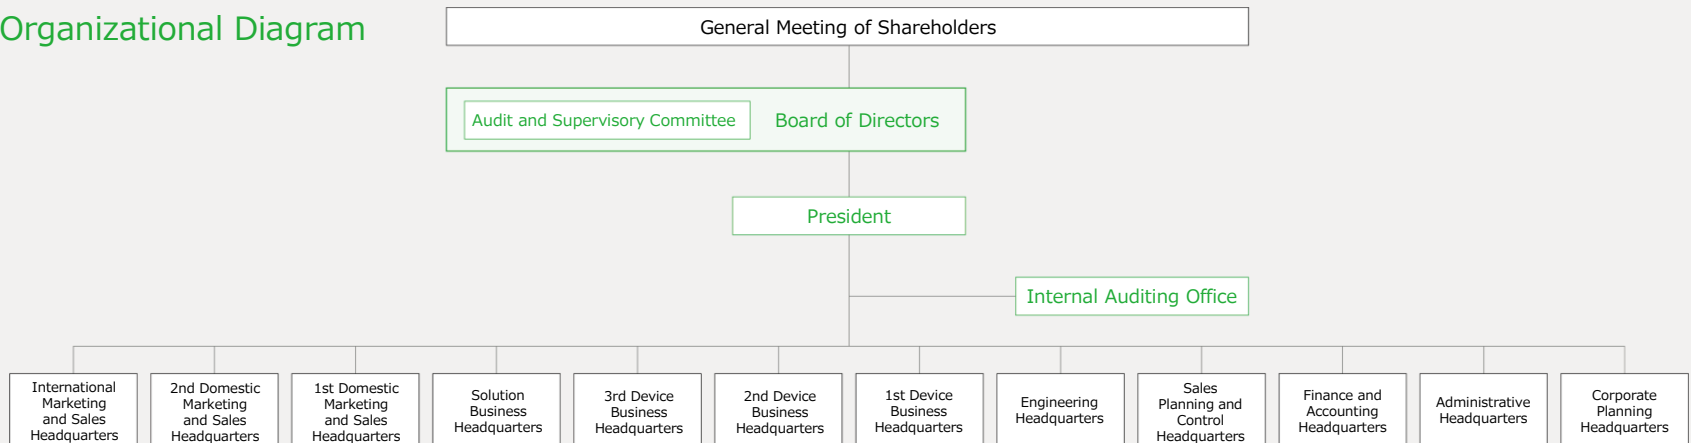 Organizational Diagram
General Meeting of Shareholders
Audit and Supervisory Committee
Board of Directors
President
Internal Auditing Office
International
Marketing
and Sales
Headquarters
2nd Domestic
Marketing
and Sales
Headquarters
1st Domestic
Marketing
and Sales
Headquarters
Solution
Business
Headquarters
3rd Device
Business
Headquarters
2nd Device
Business
Headquarters
1st Device
Business
Headquarters
Engineering
Headquarters
Sales
Planning and
Control
Headquarters
Finance and
Accounting
Headquarters
Administrative
Headquarters
Corporate
Planning
Headquarters